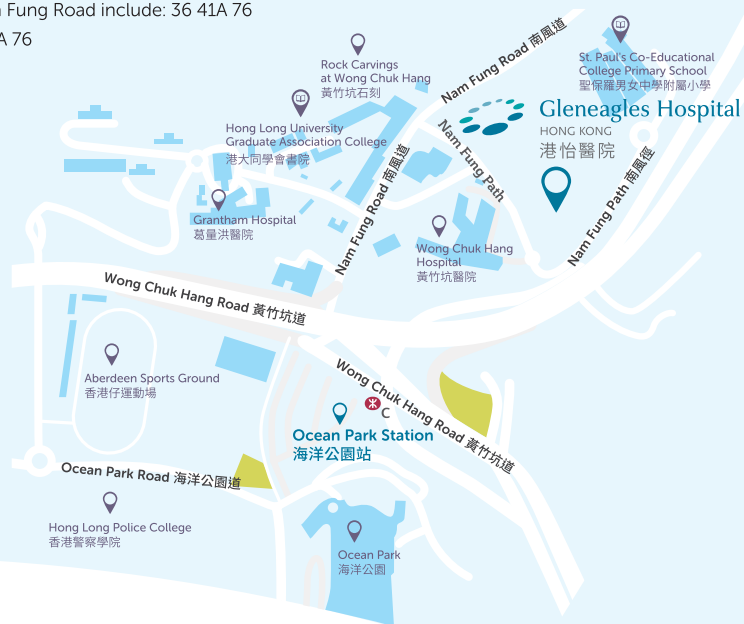 Fung Road include: 36 41A 76
A 76
Nam Fung Road 南風道
St. Paul's Co-Educational
College Primary School
聖保羅男女中學附屬小學
Rock Carvings
at Wong Chuk Hang
黃竹坑石刻
Gleneagles Hospital
HONG KONG
港怡醫院
Hong Long University
Graduate Association College
港大同學會書院
Nam Fung Path
Nam Fung Road 南風道
Nam Fung Path 南風徑
Grantham Hospital
葛量洪醫院
Wong Chuk Hang
Hospital
黃竹坑醫院
Wong Chuk Hang Road 黃竹坑道
Aberdeen Sports Ground
香港仔運動場
Wong Chuk Hang Road 黃竹坑道
C
Ocean Park Station
海洋公園站
Ocean Park Road 海洋公園道
Hong Long Police College
香港警察學院
Ocean Park
海洋公園